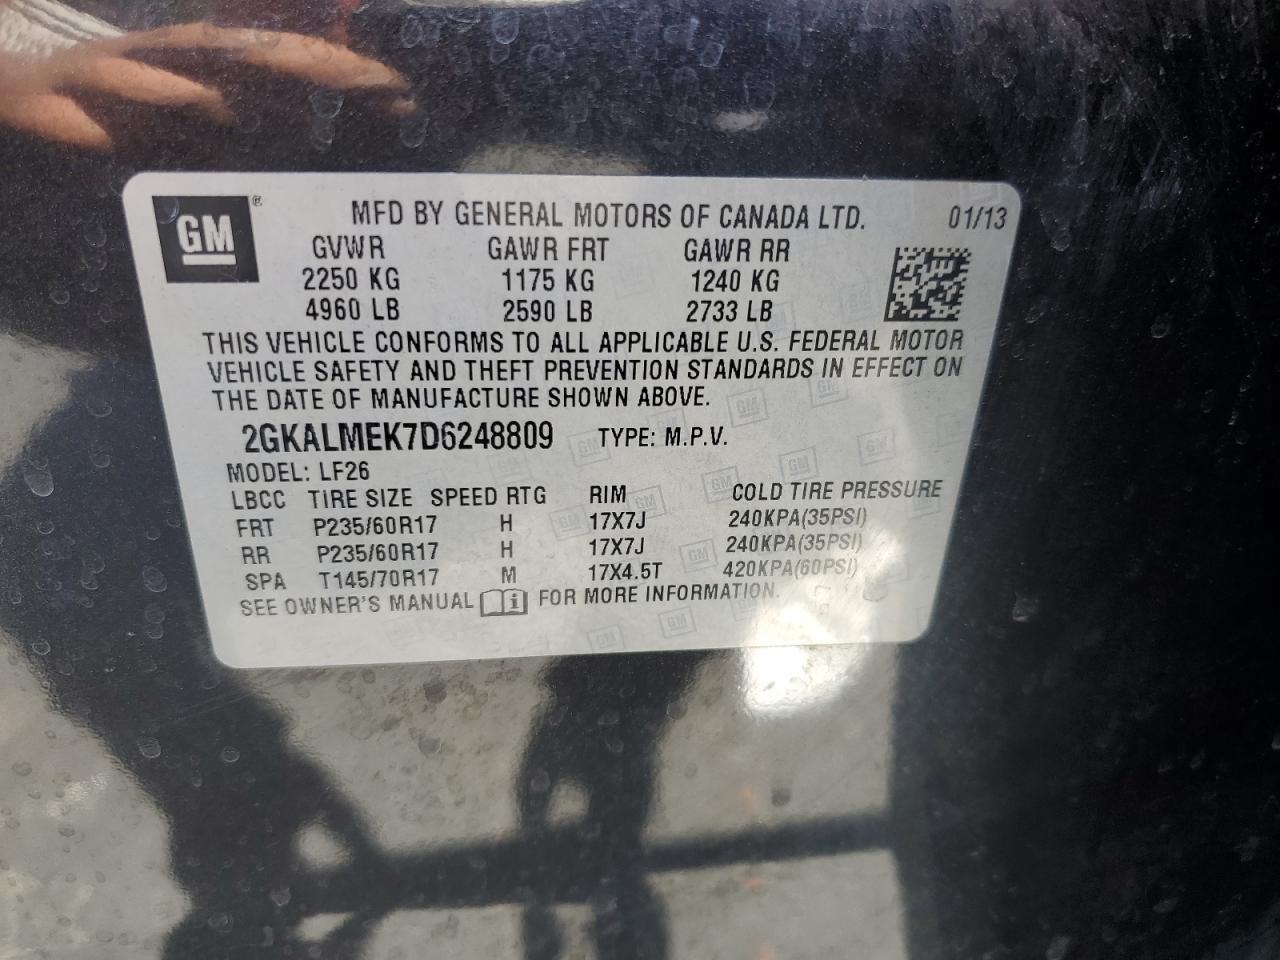 GM ® MFD BY GENERAL MOTORS OF CANADA LTD. 01/13
GVWR GAWR FRT GAWR RR
2250 KG 1175 KG 1240 KG
4960 LB 2590 LB 2733 LB
THIS VEHICLE CONFORMS TO ALL APPLICABLE U.S. FEDERAL MOTOR
VEHICLE SAFETY AND THEFT PREVENTION STANDARDS IN EFFECT ON
THE DATE OF MANUFACTURE SHOWN ABOVE.
2GKALMEK7D6248809 TYPE: M.P.V.
MODEL: LF26
LBCC TIRE SIZE SPEED RTG RIM COLD TIRE PRESSURE
FRT P235/60R17 H 17X7J 240KPA(35PSI)
RR P235/60R17 H 17X7J 240KPA(35PSI)
SPA T145/70R17 M 17X4.5T 420KPA(60PSI)
SEE OWNER'S MANUAL i FOR MORE INFORMATION.